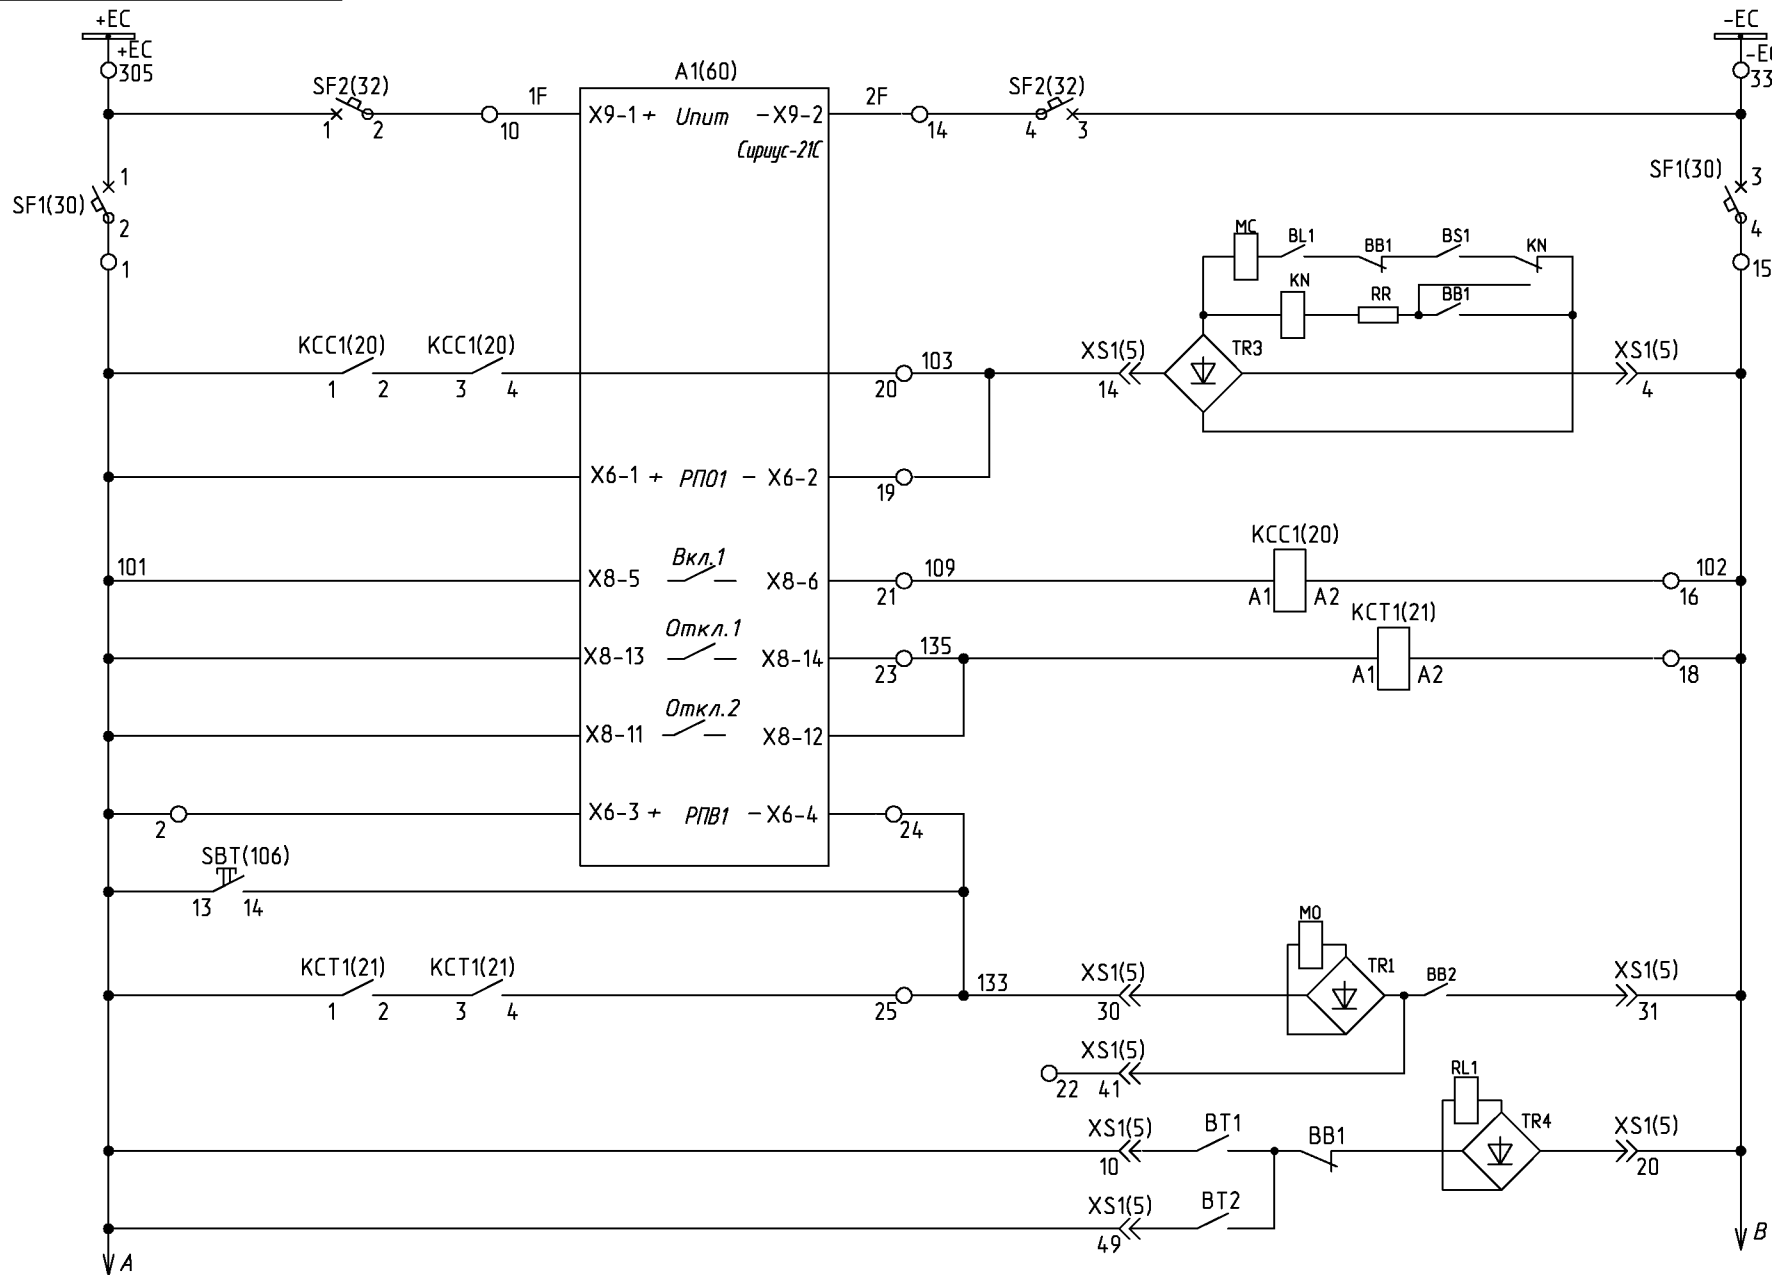 +EC -EC
+EC -EC
305 33
SF2(32) 1F A1(60) 2F SF2(32)
1 2 10 X9-1 + Uпит - X9-2 14 4 3
Сириус-21С
1 SF1(30) 3
SF1(30) 2 4
1 15
MC BL1 BB1 BS1 KN
KN RR BB1
KCC1(20) KCC1(20) 103 XS1(5) TR3 XS1(5)
1 2 3 4 20 14 4
X6-1 + РПО1 - X6-2 19
KCC1(20)
101 X8-5 Вкл.1 X8-6 21 109 A1 A2 16 102
KCT1(21)
X8-13 Откл.1 X8-14 23 135 A1 A2 18
X8-11 Откл.2 X8-12
2 X6-3 + РПВ1 - X6-4 24
SBT(106)
13 14
MO
KCT1(21) KCT1(21) 133 XS1(5) TR1 BB2 XS1(5)
1 2 3 4 25 30 31
XS1(5)
22 41
RL1
XS1(5) BT1 BB1 TR4 XS1(5)
10 20
XS1(5) BT2
49
A B